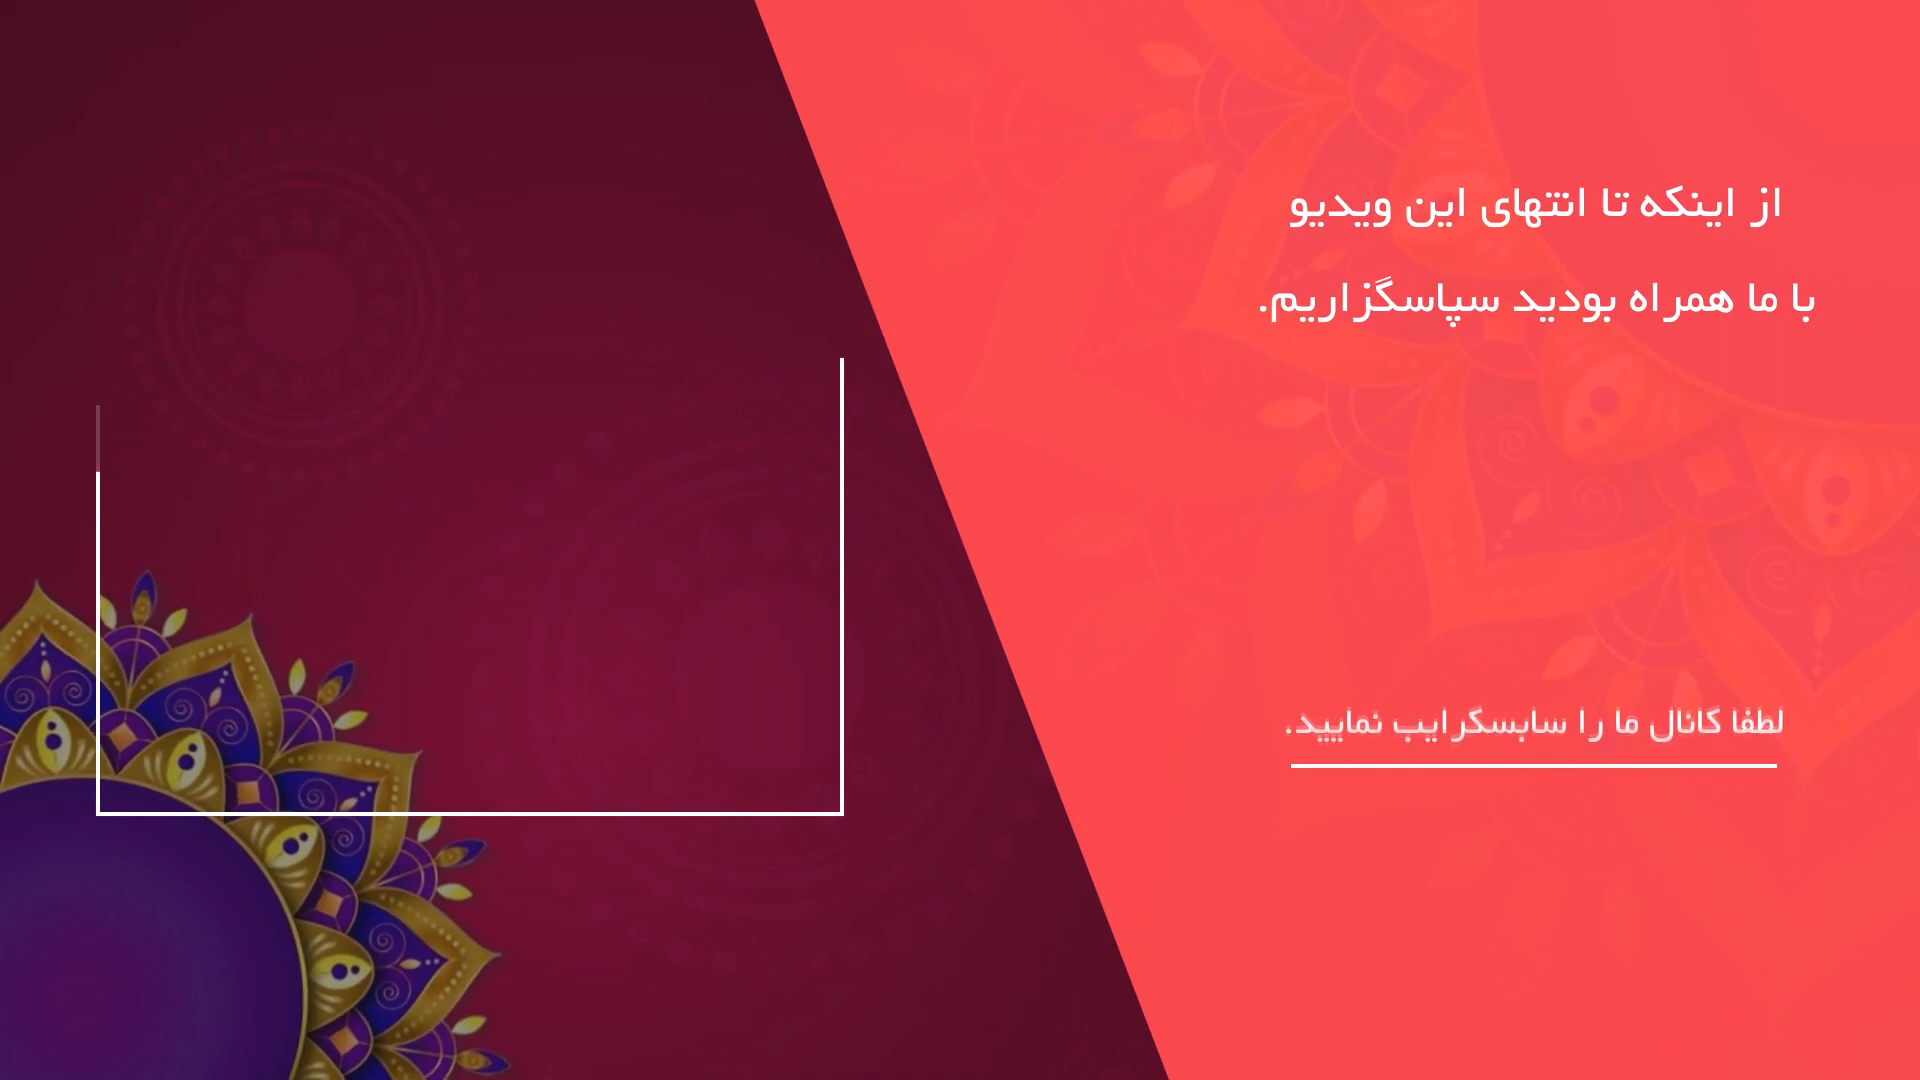 از اینکه تا انتهای این ویدیو
با ما همراه بودید سپاسگزاریم.
لطفا کانال ما را سابسکرایب نمایید.